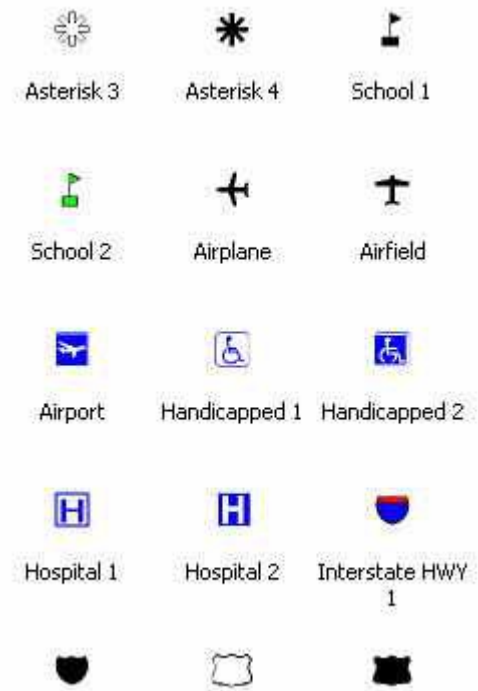 Asterisk 3 Asterisk 4 School 1
School 2 Airplane Airfield
Airport Handicapped 1 Handicapped 2
H H
Hospital 1 Hospital 2 Interstate HWY
1